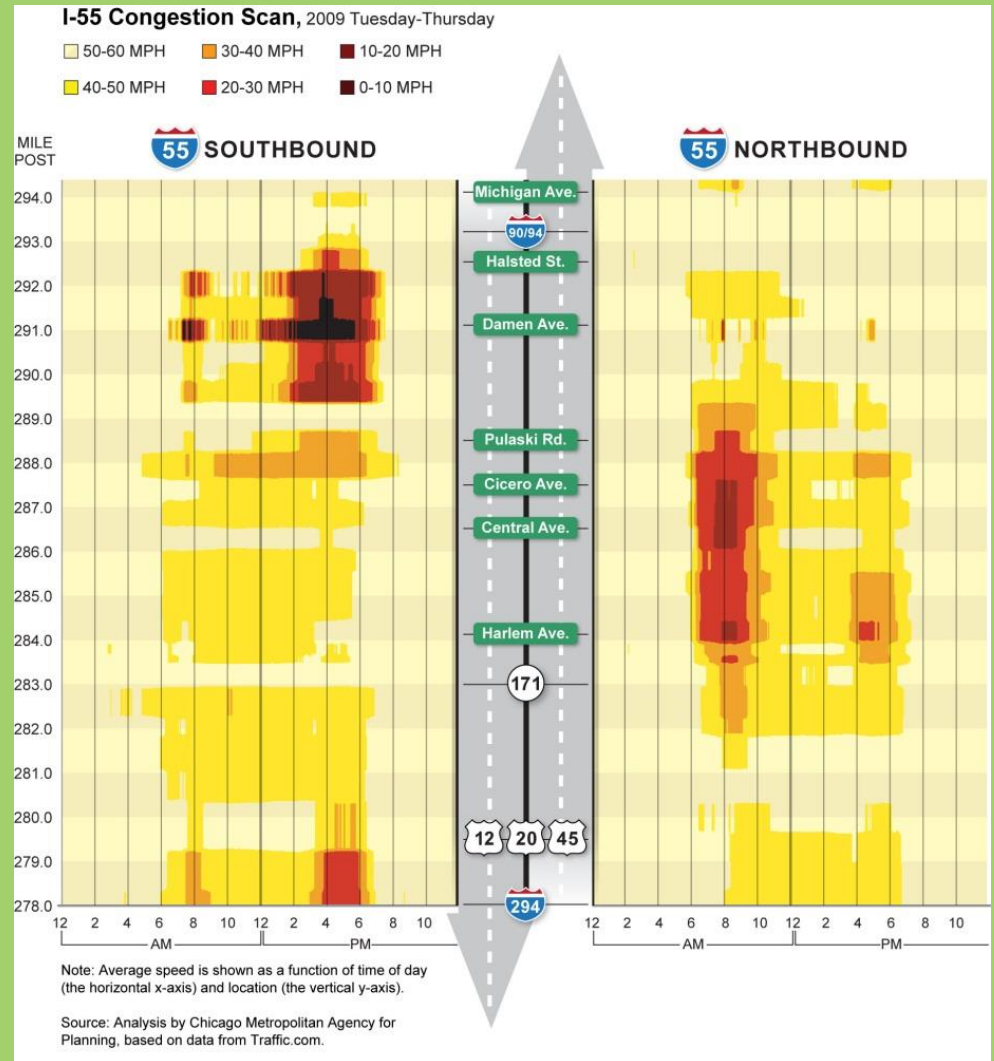 I-55 Congestion Scan, 2009 Tuesday-Thursday
50-60 MPH 30-40 MPH 10-20 MPH
40-50 MPH 20-30 MPH 0-10 MPH
MILE
POST
55 SOUTHBOUND
55 NORTHBOUND
294.0
293.0
292.0
291.0
290.0
289.0
288.0
287.0
286.0
285.0
284.0
283.0
282.0
281.0
280.0
279.0
278.0
Michigan Ave.
90/94
Halsted St.
Damen Ave.
Pulaski Rd.
Cicero Ave.
Central Ave.
Harlem Ave.
171
12 20 45
294
12 2 4 6 8 10 12 2 4 6 8 10
AM PM
12 2 4 6 8 10 12 2 4 6 8 10
AM PM
Note: Average speed is shown as a function of time of day
(the horizontal x-axis) and location (the vertical y-axis).
Source: Analysis by Chicago Metropolitan Agency for
Planning, based on data from Traffic.com.